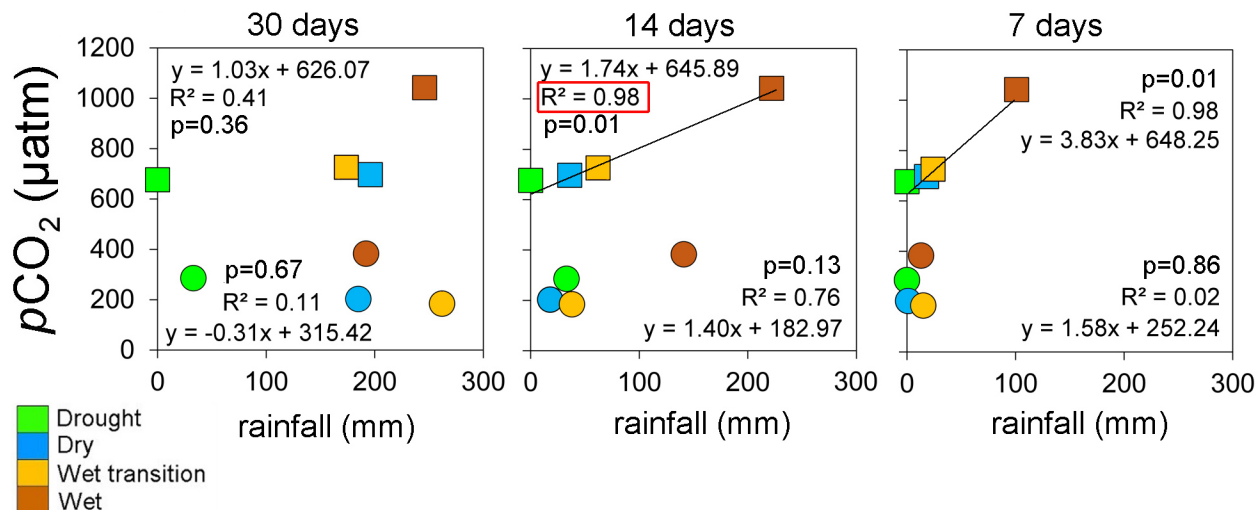 30 days
14 days
7 days
pCO₂ (µatm)
1200
1000
800
600
400
200
0
y = 1.03x + 626.07
R² = 0.41
p=0.36
p=0.67
R² = 0.11
y = -0.31x + 315.42
0
100
200
300
rainfall (mm)
y = 1.74x + 645.89
R² = 0.98
p=0.01
p=0.13
R² = 0.76
y = 1.40x + 182.97
0
100
200
300
rainfall (mm)
p=0.01
R² = 0.98
y = 3.83x + 648.25
p=0.86
R² = 0.02
y = 1.58x + 252.24
0
100
200
300
rainfall (mm)
Drought
Dry
Wet transition
Wet